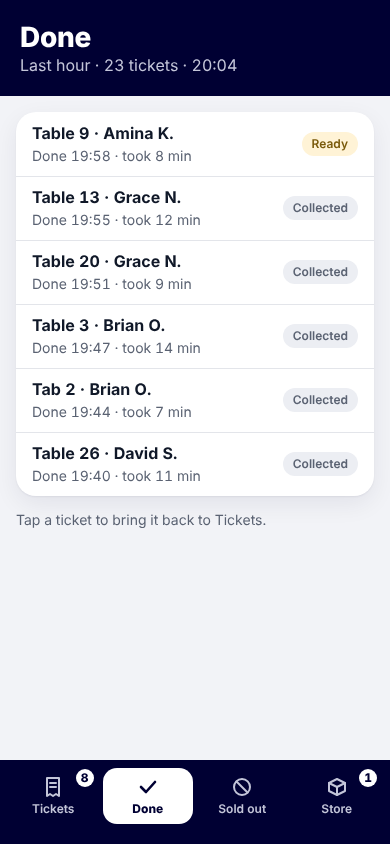 Done
Last hour · 23 tickets · 20:04
Table 9 · Amina K.
Done 19:58 · took 8 min
Ready
Table 13 · Grace N.
Done 19:55 · took 12 min
Collected
Table 20 · Grace N.
Done 19:51 · took 9 min
Collected
Table 3 · Brian O.
Done 19:47 · took 14 min
Collected
Tab 2 · Brian O.
Done 19:44 · took 7 min
Collected
Table 26 · David S.
Done 19:40 · took 11 min
Collected
Tap a ticket to bring it back to Tickets.
8
Tickets
Done
Sold out
1
Store